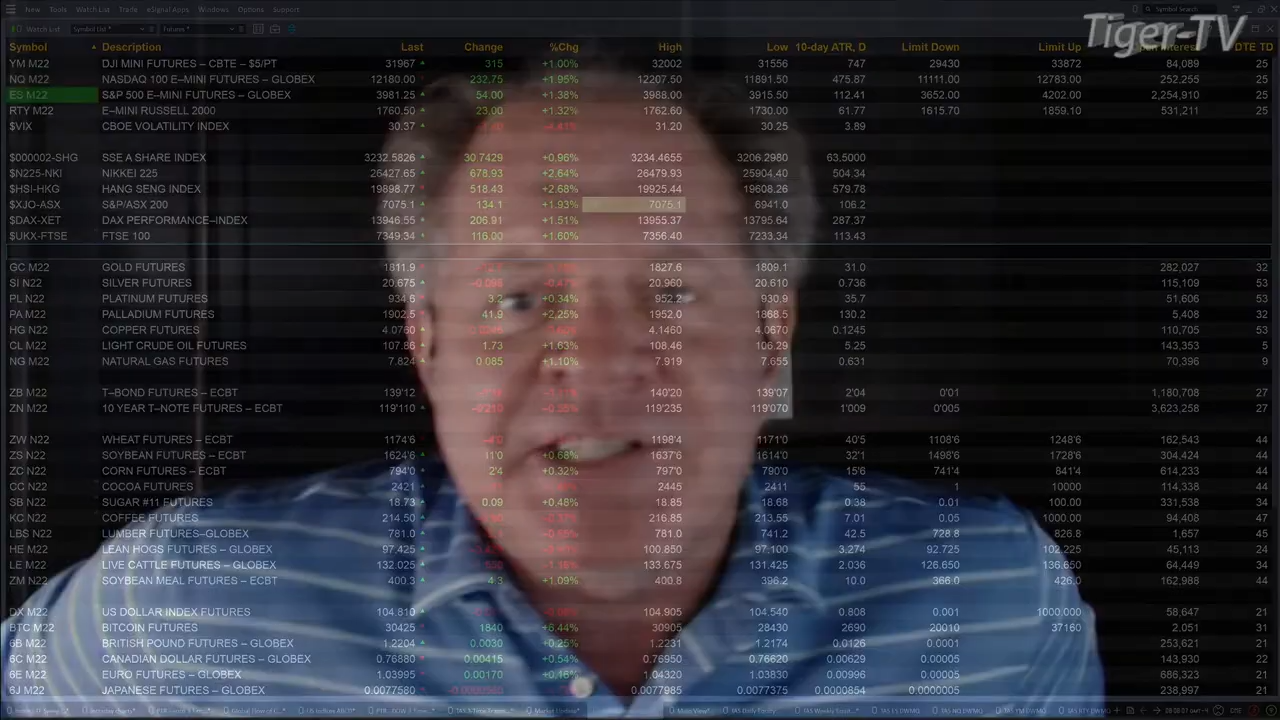 New Tools Watch List Trade eSignal Apps Windows Options Support Symbol Search
Tiger-TV
Watch List Symbol List * Futures *
Symbol Description Last Change %Chg High Low 10-day ATR, D Limit Down Limit Up Open Interest DTE TD
YM M22 DJI MINI FUTURES – CBTE – $5/PT 31967 315 +1.00% 32002 31556 747 29430 33872 84,089 25
NQ M22 NASDAQ 100 E–MINI FUTURES – GLOBEX 12180.00 232.75 +1.95% 12207.50 11891.50 475.87 11111.00 12783.00 252,255 25
ES M22 S&P 500 E–MINI FUTURES – GLOBEX 3981.25 54.00 +1.38% 3988.00 3915.50 112.41 3652.00 4202.00 2,254,910 25
RTY M22 E–MINI RUSSELL 2000 1760.50 23.00 +1.32% 1762.60 1730.00 61.77 1615.70 1859.10 531,211 25
$VIX CBOE VOLATILITY INDEX 30.37 31.20 30.25 3.89
$000002-SHG SSE A SHARE INDEX 3232.5826 30.7429 +0.96% 3234.4655 3206.2980 63.5000
$N225-NKI NIKKEI 225 26427.65 678.93 +2.64% 26479.93 25904.40 504.34
$HSI-HKG HANG SENG INDEX 19898.77 518.43 +2.68% 19925.44 19608.26 579.78
$XJO-ASX S&P/ASX 200 7075.1 134.1 +1.93% 7075.1 6941.0 106.2
$DAX-XET DAX PERFORMANCE–INDEX 13946.55 206.91 +1.51% 13955.37 13795.64 287.37
$UKX-FTSE FTSE 100 7349.34 116.00 +1.60% 7356.40 7233.34 113.43
GC M22 GOLD FUTURES 1811.9 1827.6 1809.1 31.0 282,027 32
SI N22 SILVER FUTURES 20.675 –0.098 –0.47% 20.960 20.610 0.736 115,109 53
PL N22 PLATINUM FUTURES 934.6 3.2 +0.34% 952.2 930.9 35.7 51,606 53
PA M22 PALLADIUM FUTURES 1902.5 41.9 +2.25% 1952.0 1868.5 130.2 5,408 32
HG N22 COPPER FUTURES 4.0760 4.1460 4.0670 0.1245 110,705 53
CL M22 LIGHT CRUDE OIL FUTURES 107.86 1.73 +1.63% 108.46 106.29 5.25 143,353 5
NG M22 NATURAL GAS FUTURES 7.824 0.085 +1.10% 7.919 7.655 0.631 70,396 9
ZB M22 T–BOND FUTURES – ECBT 139'12 140'20 139'07 2'04 0'01 1,180,708 27
ZN M22 10 YEAR T–NOTE FUTURES – ECBT 119'110 –0'210 –0.55% 119'235 119'070 1'009 0'005 3,623,258 27
ZW N22 WHEAT FUTURES – ECBT 1174'6 –4'0 1198'4 1171'0 40'5 1108'6 1248'6 162,543 44
ZS N22 SOYBEAN FUTURES – ECBT 1624'6 11'0 +0.68% 1637'6 1614'0 32'1 1498'6 1728'6 304,424 44
ZC N22 CORN FUTURES – ECBT 794'0 2'4 +0.32% 797'0 790'0 15'6 741'4 841'4 614,233 44
CC N22 COCOA FUTURES 2421 2445 2411 55 1 10000 114,338 44
SB N22 SUGAR #11 FUTURES 18.73 0.09 +0.48% 18.85 18.68 0.38 0.01 100.00 331,538 34
KC N22 COFFEE FUTURES 214.50 216.85 213.55 7.01 0.05 1000.00 94,408 47
LBS N22 LUMBER FUTURES–GLOBEX 781.0 781.0 741.2 42.5 728.8 826.8 1,657 45
HE M22 LEAN HOGS FUTURES – GLOBEX 97.425 100.850 97.100 3.274 92.725 102.225 45,113 24
LE M22 LIVE CATTLE FUTURES – GLOBEX 132.025 133.675 131.425 2.036 126.650 136.650 64,449 34
ZM N22 SOYBEAN MEAL FUTURES – ECBT 400.3 4.3 +1.09% 400.8 396.2 10.0 366.0 426.0 162,988 44
DX M22 US DOLLAR INDEX FUTURES 104.810 104.905 104.540 0.808 0.001 1000.000 58,647 21
BTC M22 BITCOIN FUTURES 30425 1840 +6.44% 30905 28430 2690 20010 37160 2,051 31
6B M22 BRITISH POUND FUTURES – GLOBEX 1.2204 0.0030 +0.25% 1.2231 1.2174 0.0126 0.0001 253,621 21
6C M22 CANADIAN DOLLAR FUTURES – GLOBEX 0.76880 0.00415 +0.54% 0.76950 0.76620 0.00629 0.00005 143,930 22
6E M22 EURO FUTURES – GLOBEX 1.03995 0.00170 +0.16% 1.04320 1.03830 0.00996 0.00005 686,323 21
6J M22 JAPANESE FUTURES – GLOBEX 0.0077560 0.0077985 0.0077375 0.0000854 0.0000005 238,997 21